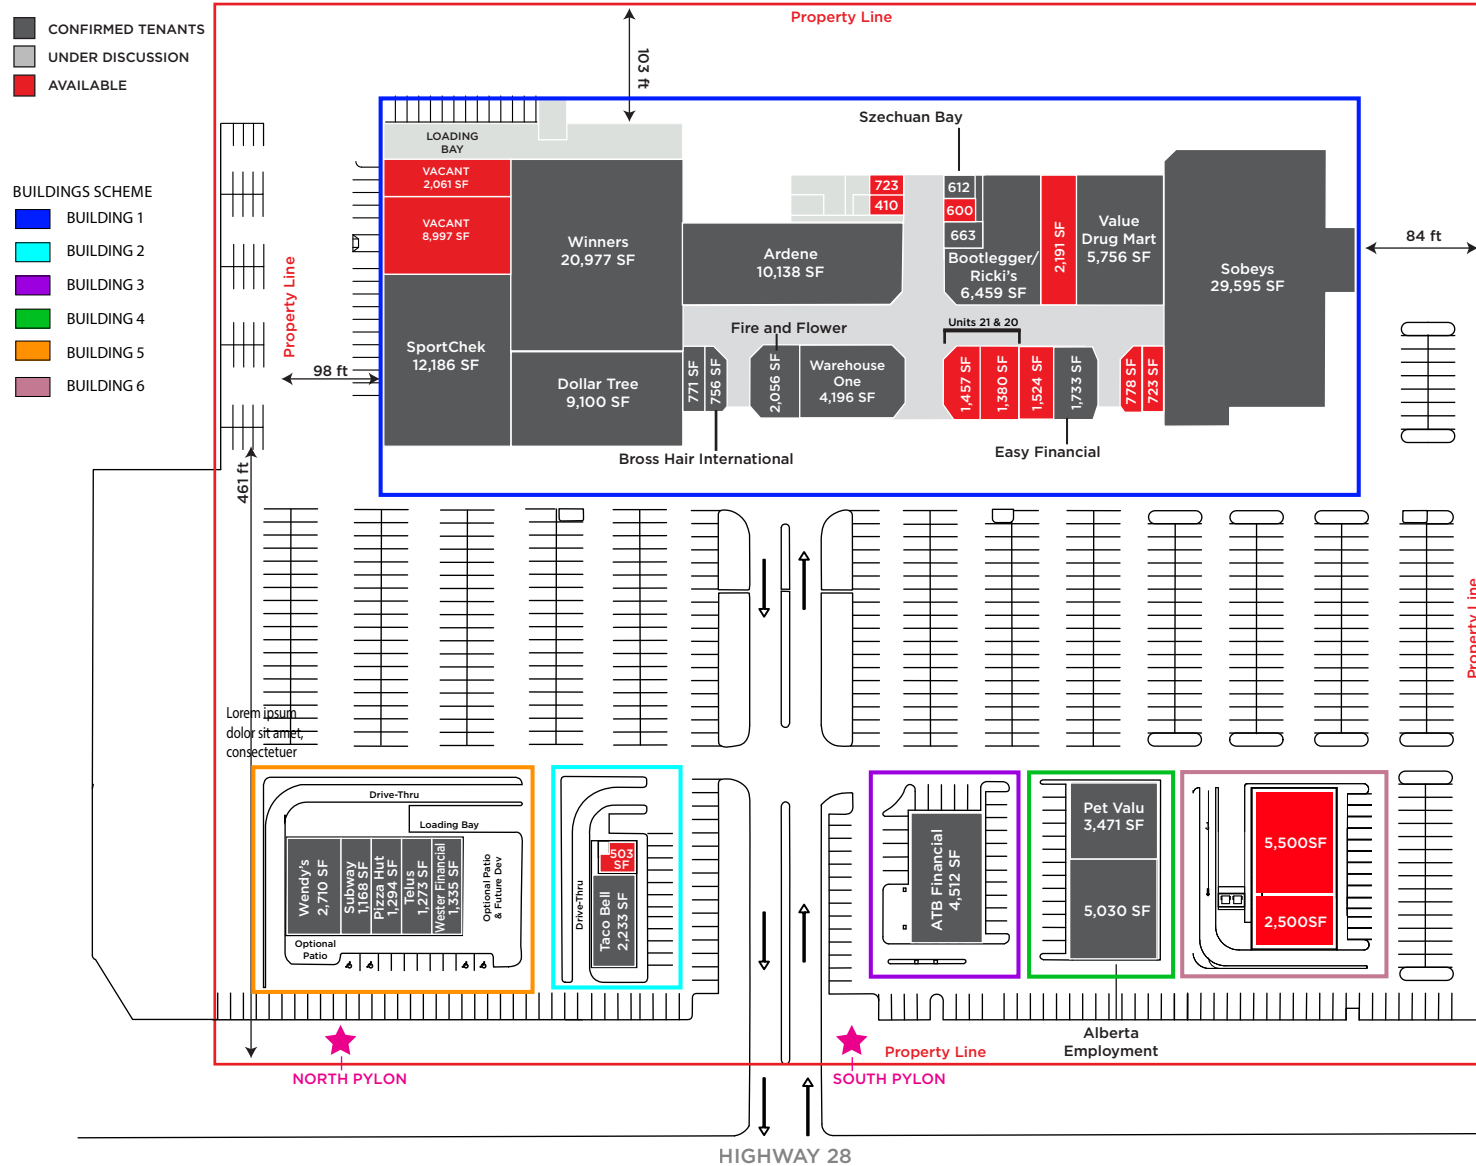 CONFIRMED TENANTS
UNDER DISCUSSION
AVAILABLE
BUILDINGS SCHEME
BUILDING 1
BUILDING 2
BUILDING 3
BUILDING 4
BUILDING 5
BUILDING 6
Property Line
103 ft
Szechuan Bay
LOADING
BAY
VACANT
2,061 SF
VACANT
8,997 SF
Winners
20,977 SF
SportChek
12,186 SF
Dollar Tree
9,100 SF
723
410
Ardene
10,138 SF
612
600
663
Bootlegger/
Ricki's
6,459 SF
2,191 SF
Value
Drug Mart
5,756 SF
Sobeys
29,595 SF
84 ft
Property Line
98 ft
Fire and Flower
Units 21 & 20
771 SF
756 SF
2,056 SF
Warehouse
One
4,196 SF
1,457 SF
1,380 SF
1,524 SF
1,733 SF
778 SF
723 SF
Bross Hair International
Easy Financial
461 ft
Property Line
Lorem ipsum
dolor sit amet,
consectetuer
Drive-Thru
Loading Bay
Wendy's
2,710 SF
Subway
1,168 SF
Pizza Hut
1,294 SF
Telus
1,273 SF
Wester Financial
1,335 SF
Optional Patio
& Future Dev
Optional
Patio
Drive-Thru
503
SF
Taco Bell
2,233 SF
ATB Financial
4,512 SF
Pet Valu
3,471 SF
5,030 SF
5,500SF
2,500SF
Alberta
Employment
Property Line
NORTH PYLON
SOUTH PYLON
HIGHWAY 28